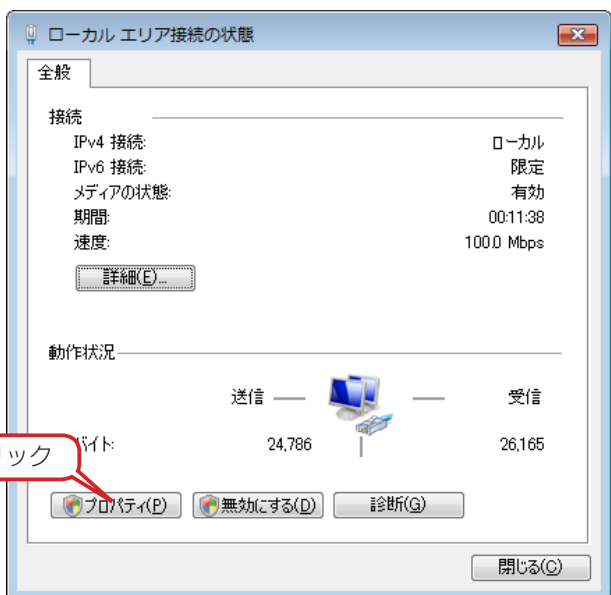 ローカル エリア接続の状態
全般
接続
IPv4 接続: ローカル
IPv6 接続: 限定
メディアの状態: 有効
期間: 00:11:38
速度: 100.0 Mbps
詳細(E)...
動作状況
送信 受信
バイト: 24,786 26,165
リック
プロパティ(P) 無効にする(D) 診断(G)
閉じる(C)